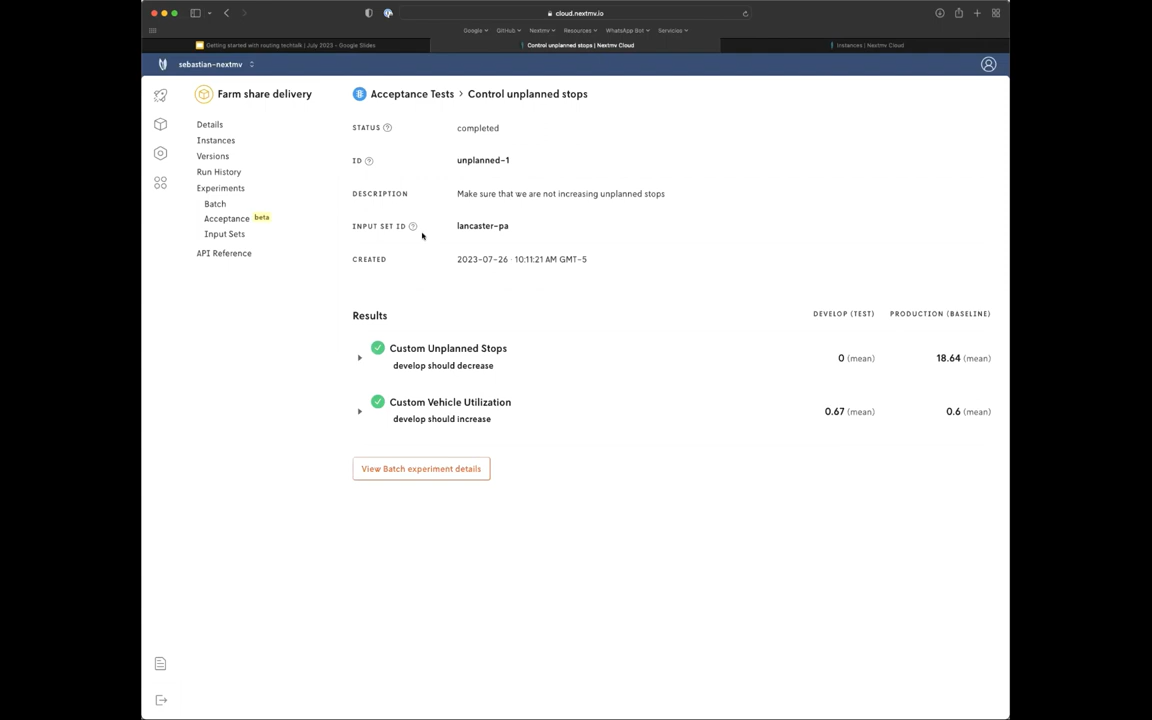 cloud.nextmv.io
Google GitHub Nextmv Resources WhatsApp Bot Servicios
Getting started with routing techtalk | July 2023 - Google Slides
Control unplanned stops | Nextmv Cloud
Instances | Nextmv Cloud
sebastian-nextmv
Farm share delivery
Details
Instances
Versions
Run History
Experiments
Batch
Acceptance beta
Input Sets
API Reference
Acceptance Tests > Control unplanned stops
STATUS ? completed
ID ? unplanned-1
DESCRIPTION Make sure that we are not increasing unplanned stops
INPUT SET ID ? lancaster-pa
CREATED 2023-07-26 · 10:11:21 AM GMT-5
Results DEVELOP (TEST) PRODUCTION (BASELINE)
Custom Unplanned Stops
develop should decrease
0 (mean) 18.64 (mean)
Custom Vehicle Utilization
develop should increase
0.67 (mean) 0.6 (mean)
View Batch experiment details